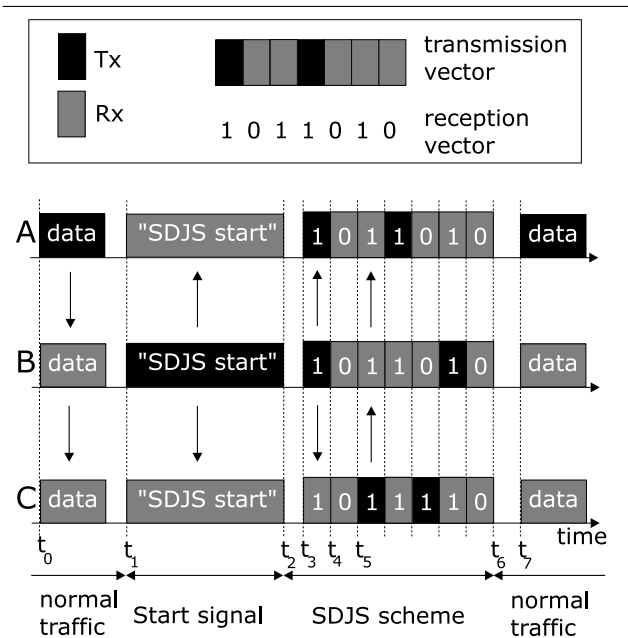 Tx
Rx
transmission
vector
1 0 1 1 0 1 0
reception
vector
A data "SDJS start" 1 0 1 1 0 1 0 data
B data "SDJS start" 1 0 1 1 0 1 0 data
C data "SDJS start" 1 0 1 1 1 1 0 data
time
t0 t1 t2 t3 t4 t5 t6 t7
normal
traffic
Start signal
SDJS scheme
normal
traffic